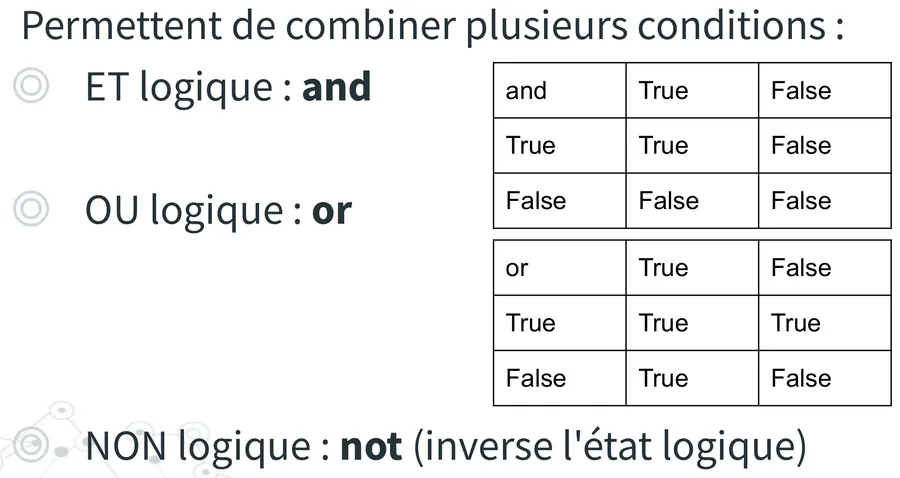 Permettent de combiner plusieurs conditions :
ET logique : and
and True False
True True False
False False False
OU logique : or
or True False
True True True
False True False
NON logique : not (inverse l'état logique)